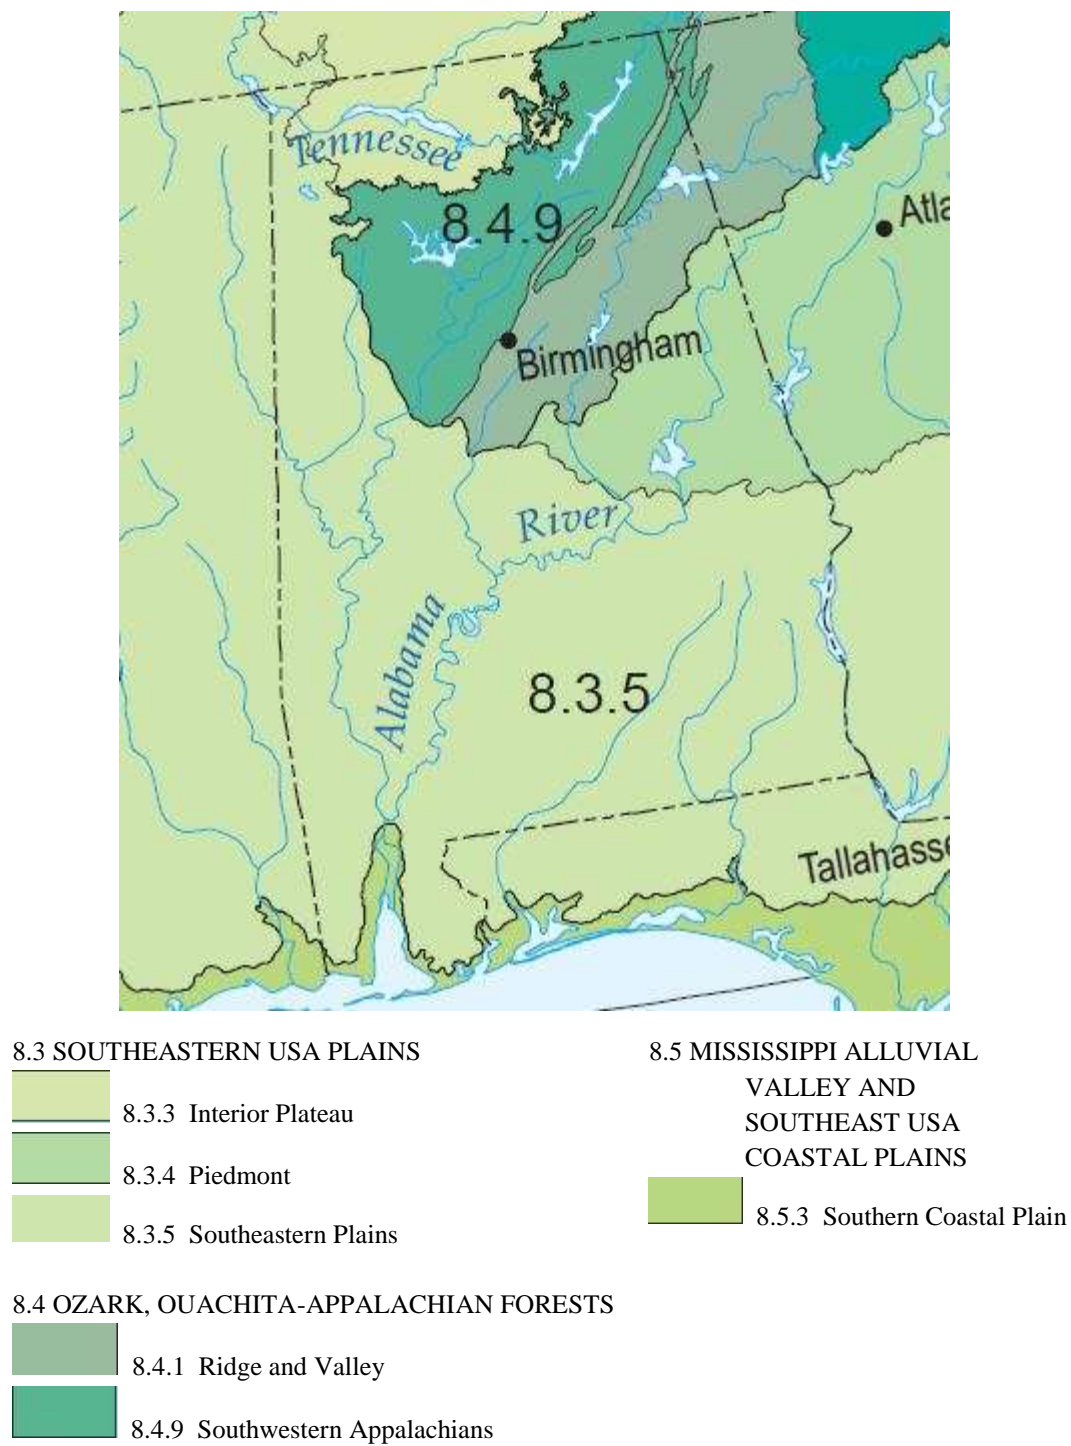 Tennessee
8.4.9
Atla
Birmingham
River
Alabama
8.3.5
Tallahasse
8.3 SOUTHEASTERN USA PLAINS
8.3.3 Interior Plateau
8.3.4 Piedmont
8.3.5 Southeastern Plains
8.5 MISSISSIPPI ALLUVIAL
VALLEY AND
SOUTHEAST USA
COASTAL PLAINS
8.5.3 Southern Coastal Plain
8.4 OZARK, OUACHITA-APPALACHIAN FORESTS
8.4.1 Ridge and Valley
8.4.9 Southwestern Appalachians